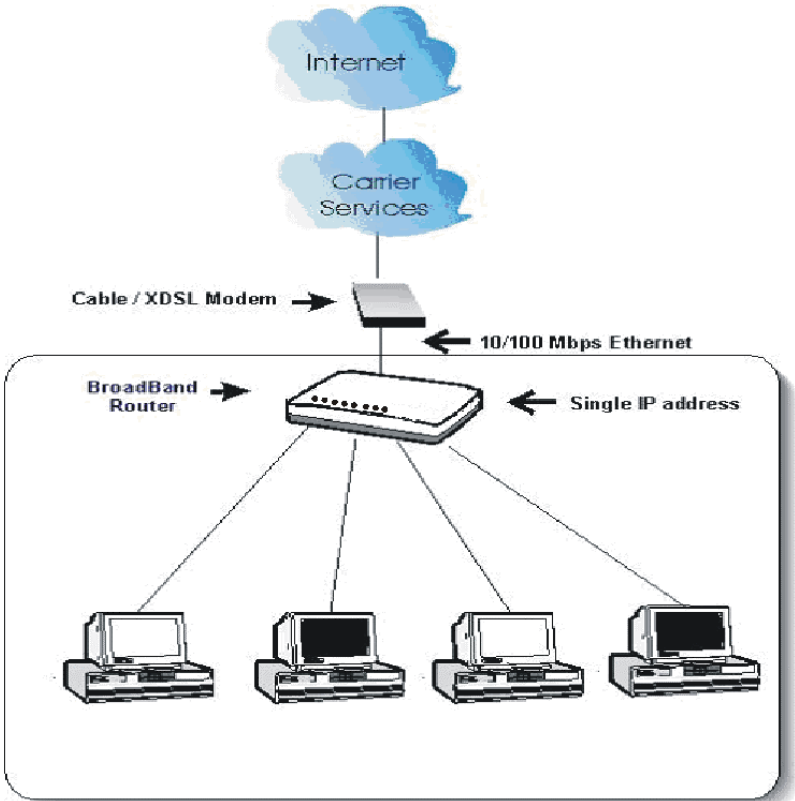 Internet
Carrier
Services
Cable / XDSL Modem
10/100 Mbps Ethernet
BroadBand
Router
Single IP address